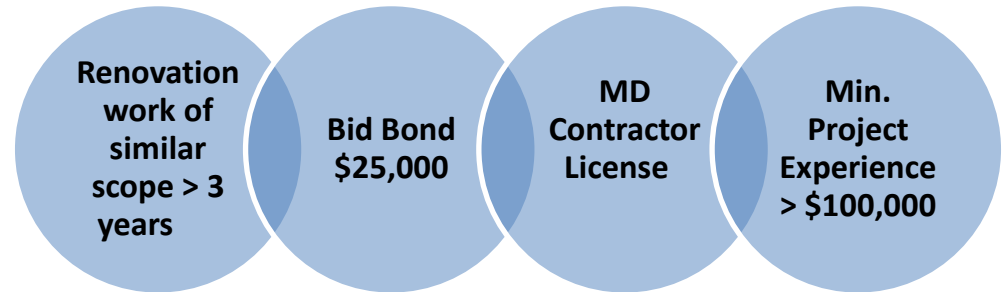 Renovation
work of
similar
scope > 3
years
Bid Bond
$25,000
MD
Contractor
License
Min.
Project
Experience
> $100,000